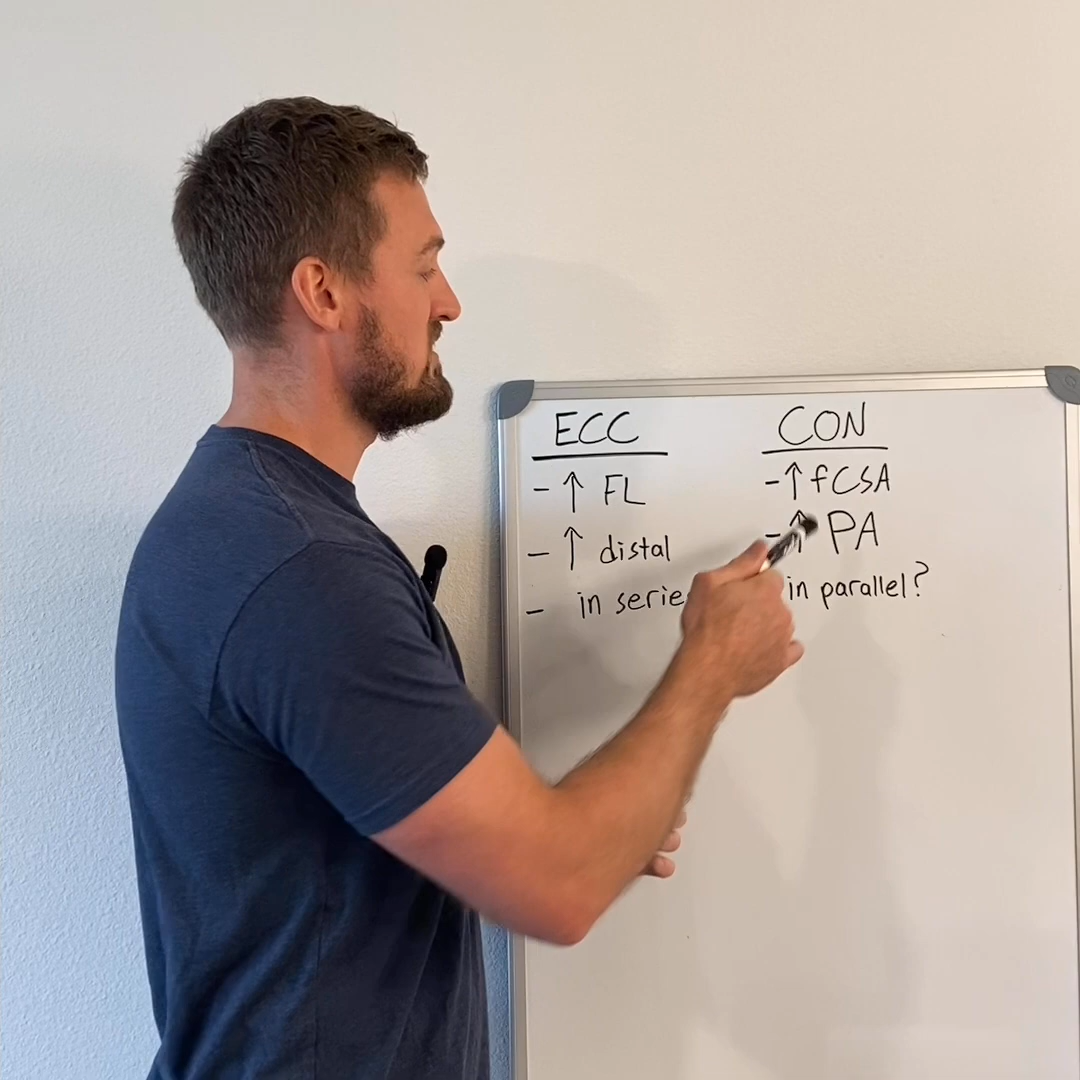 ECC
- ↑ FL
- ↑ distal
- in series
CON
- ↑ fCSA
- ↑ PA
in parallel?